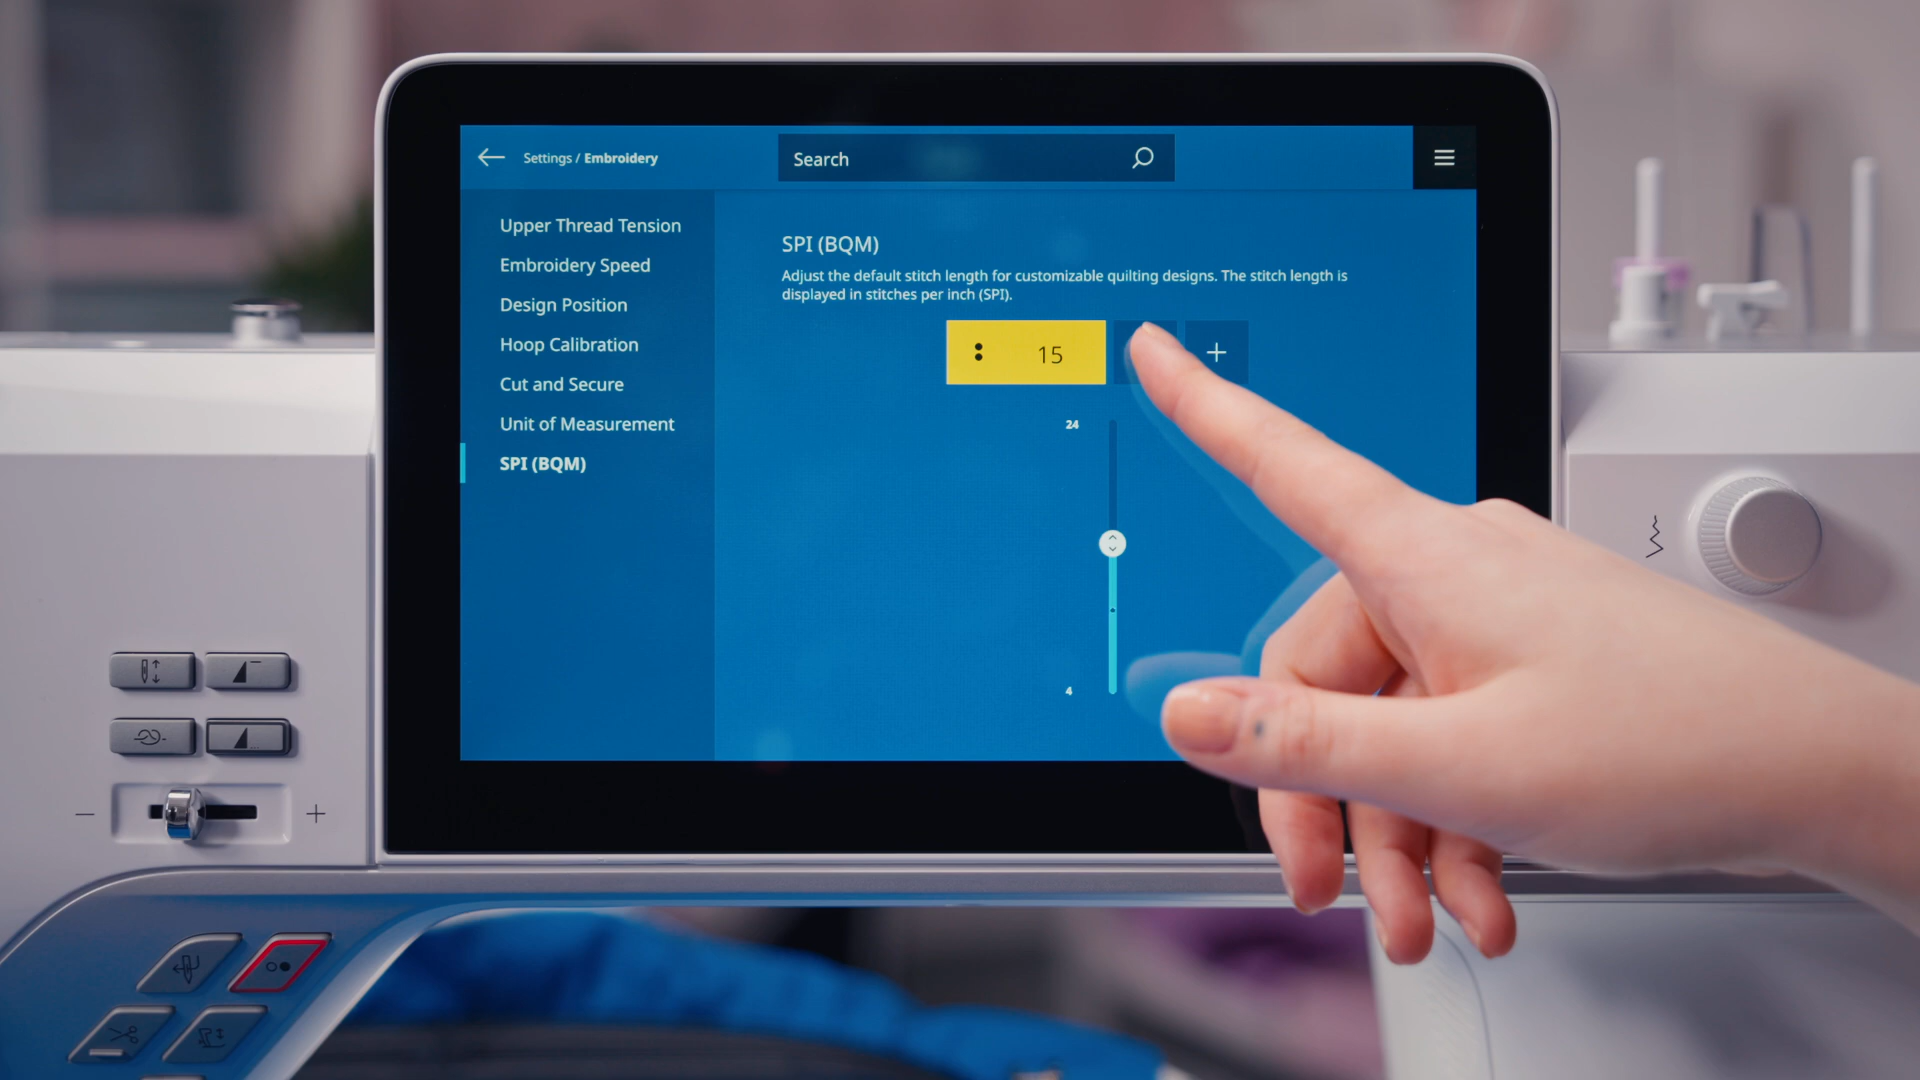 Settings / Embroidery
Search
Upper Thread Tension
Embroidery Speed
Design Position
Hoop Calibration
Cut and Secure
Unit of Measurement
SPI (BQM)
SPI (BQM)
Adjust the default stitch length for customizable quilting designs. The stitch length is
displayed in stitches per inch (SPI).
15
+
24
4
− +